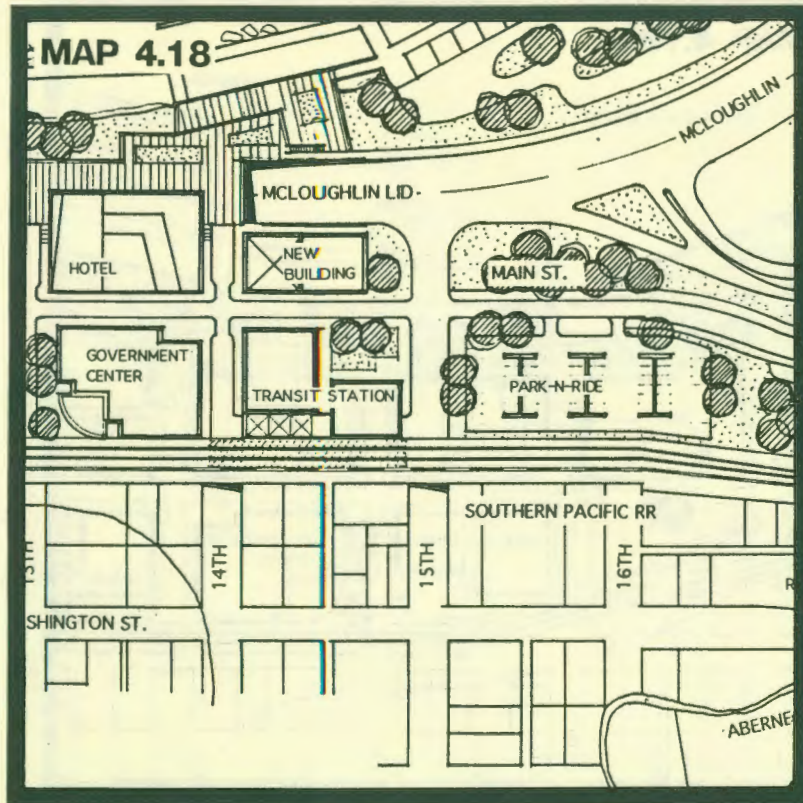 MAP 4.18
MCLOUGHLIN
MCLOUGHLIN LID
HOTEL
NEW
BUILDING
MAIN ST.
GOVERNMENT
CENTER
TRANSIT STATION
PARK-N-RIDE
SOUTHERN PACIFIC RR
14TH
15TH
16TH
SHINGTON ST.
ABERNE